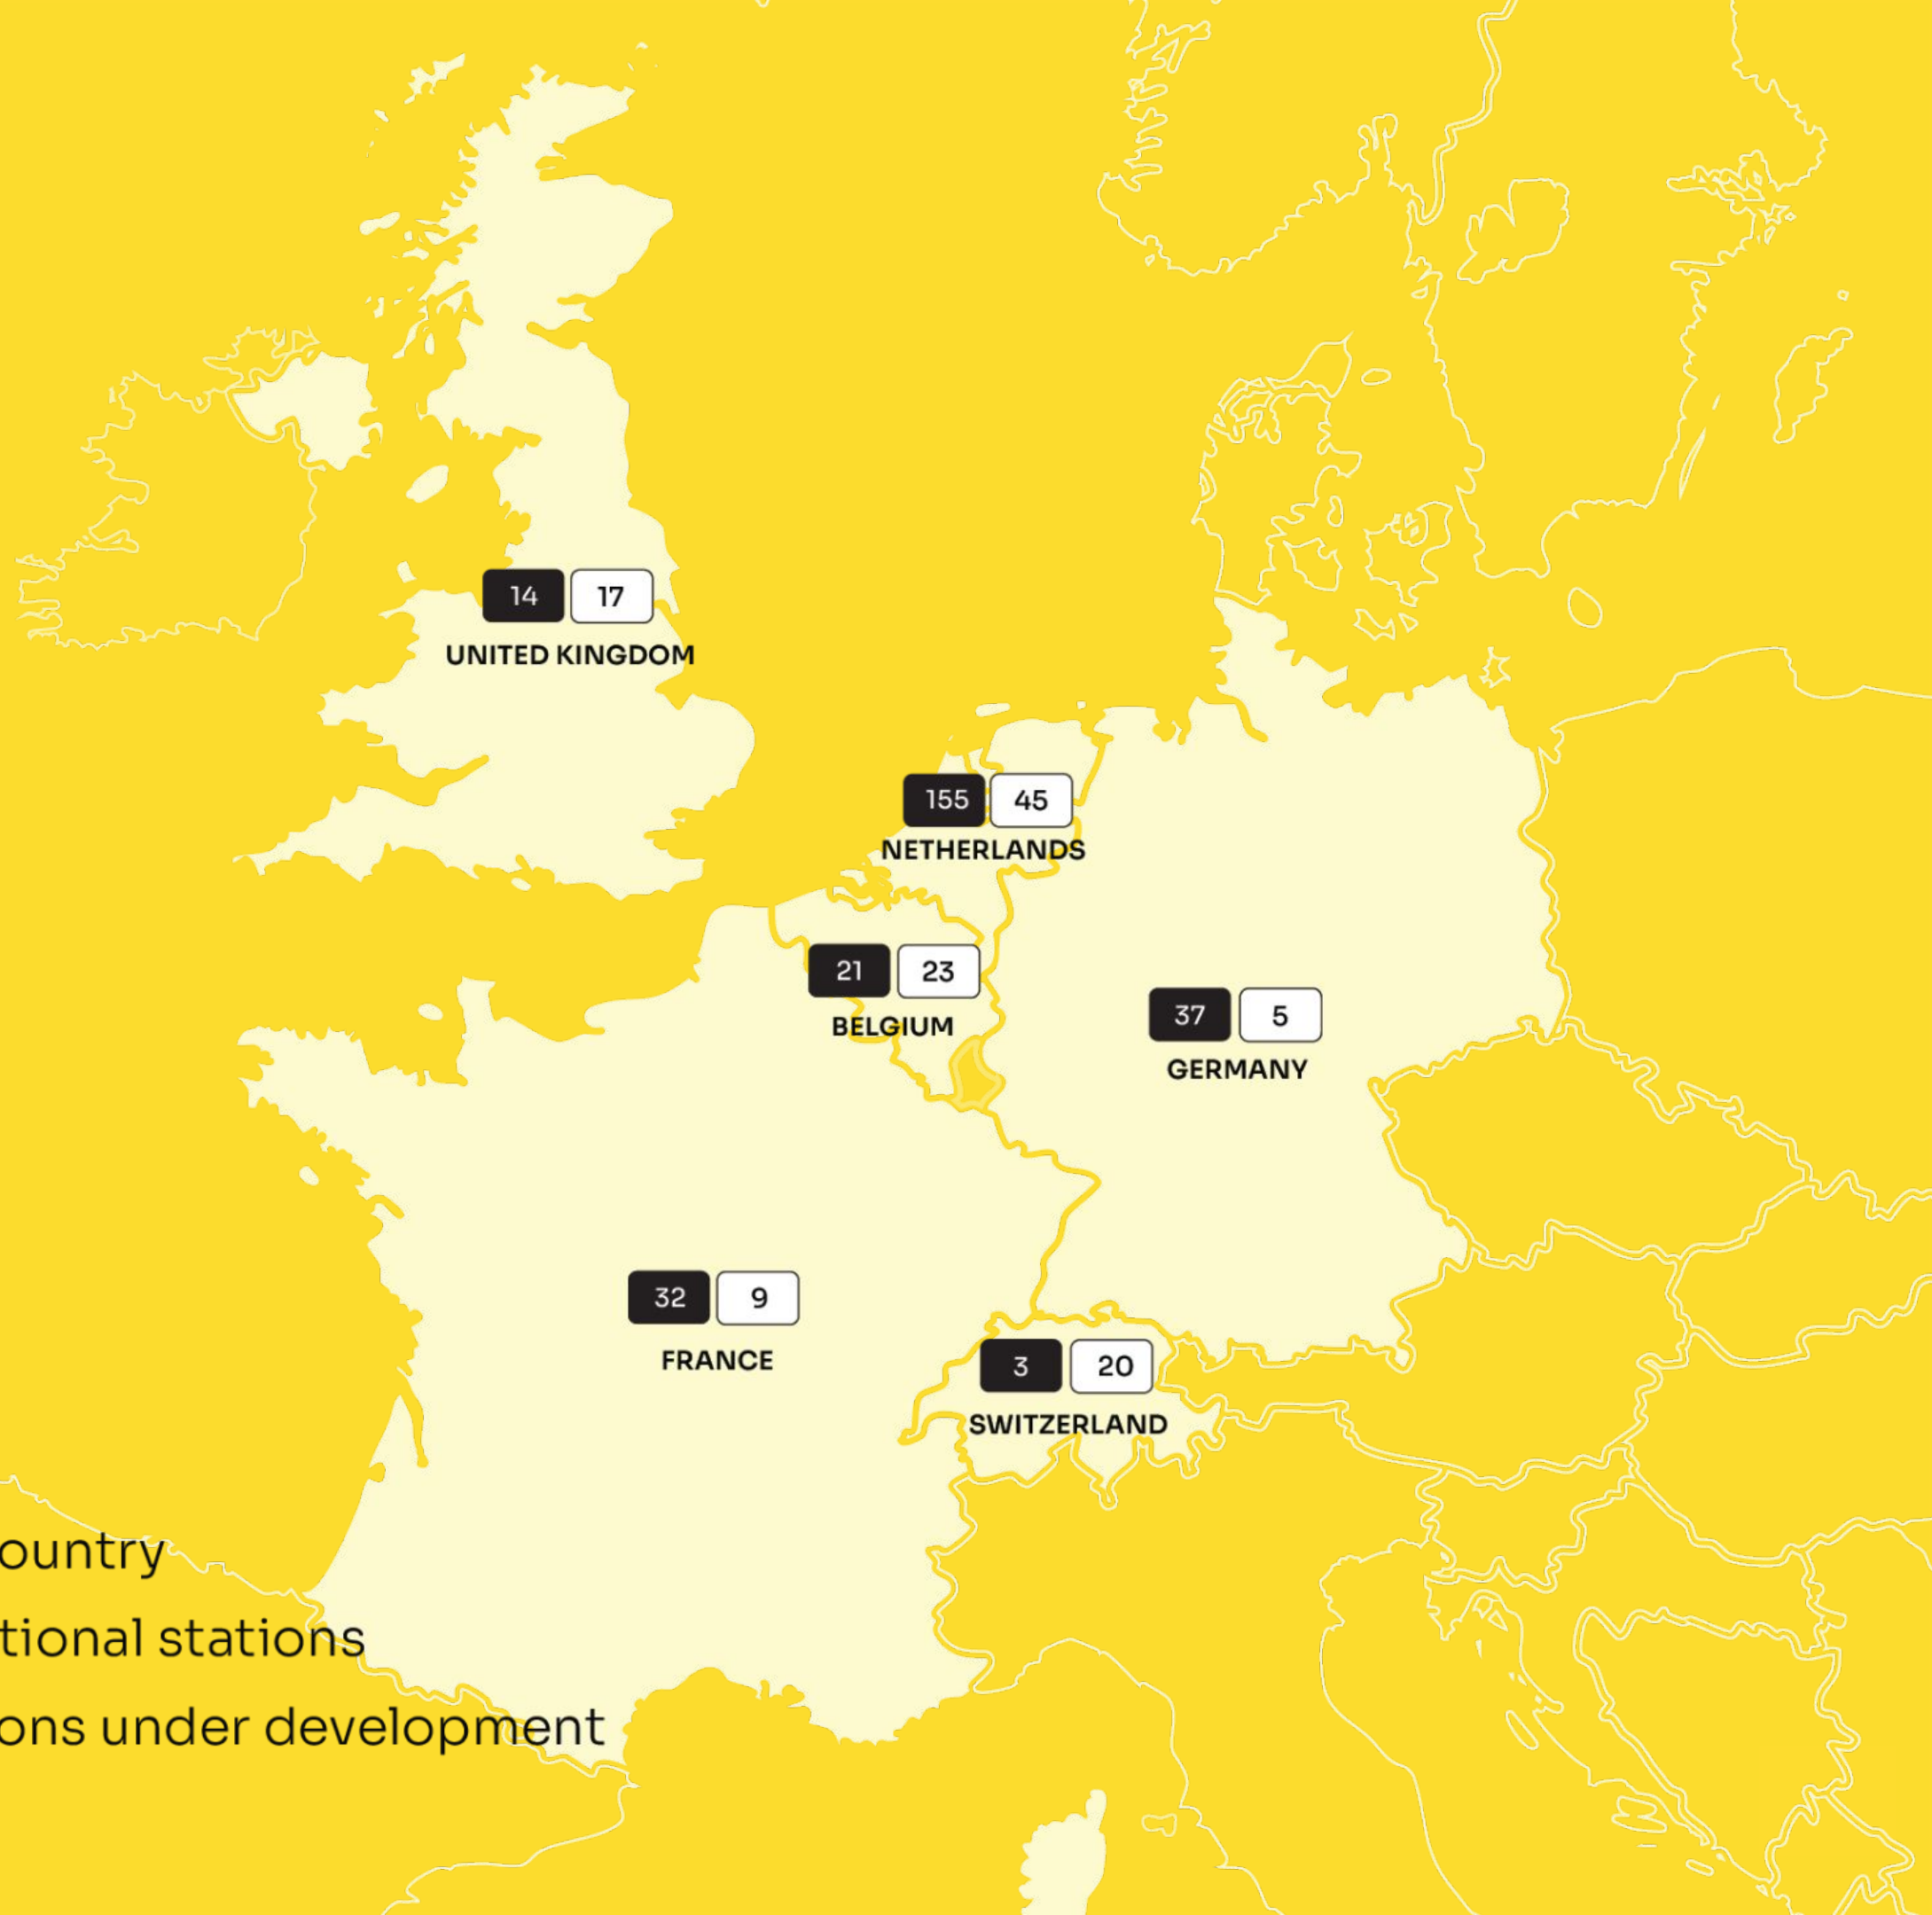 14 17
UNITED KINGDOM
155 45
NETHERLANDS
21 23
BELGIUM
37 5
GERMANY
32 9
FRANCE
3 20
SWITZERLAND
ountry
tional stations
ons under development